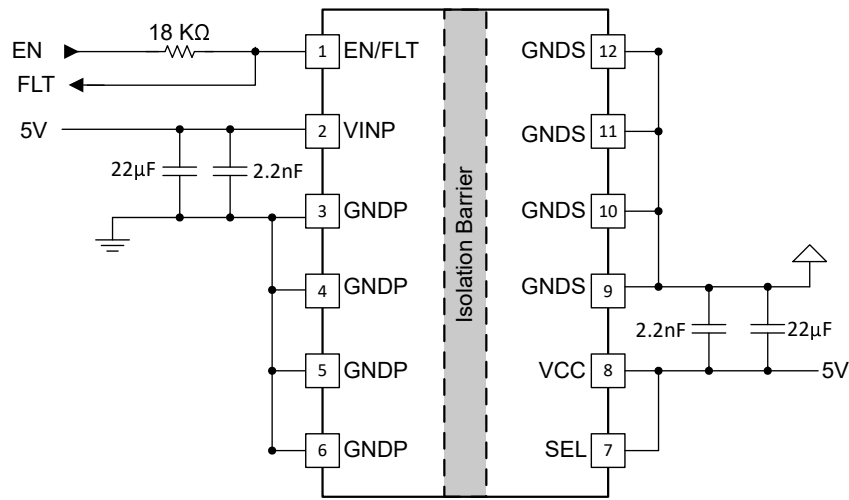 18 KΩ
EN
1
EN/FLT
GNDS
12
FLT
5V
2
VINP
GNDS
11
22µF
2.2nF
3
GNDP
GNDS
10
Isolation Barrier
4
GNDP
GNDS
9
2.2nF
22µF
5
GNDP
VCC
8
5V
6
GNDP
SEL
7